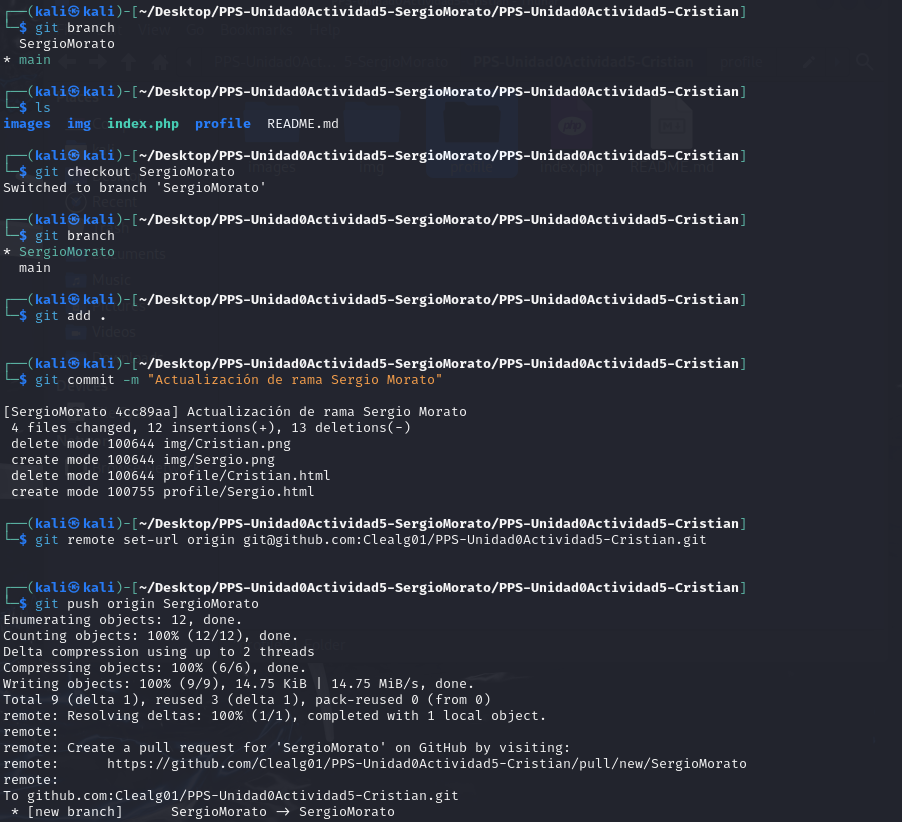 ┌──(kali㉿kali)-[~/Desktop/PPS-Unidad0Actividad5-SergioMorato/PPS-Unidad0Actividad5-Cristian]
└─$ git branch
  SergioMorato
* main

┌──(kali㉿kali)-[~/Desktop/PPS-Unidad0Actividad5-SergioMorato/PPS-Unidad0Actividad5-Cristian]
└─$ ls
images  img  index.php  profile  README.md

┌──(kali㉿kali)-[~/Desktop/PPS-Unidad0Actividad5-SergioMorato/PPS-Unidad0Actividad5-Cristian]
└─$ git checkout SergioMorato
Switched to branch 'SergioMorato'

┌──(kali㉿kali)-[~/Desktop/PPS-Unidad0Actividad5-SergioMorato/PPS-Unidad0Actividad5-Cristian]
└─$ git branch
* SergioMorato
  main

┌──(kali㉿kali)-[~/Desktop/PPS-Unidad0Actividad5-SergioMorato/PPS-Unidad0Actividad5-Cristian]
└─$ git add .

┌──(kali㉿kali)-[~/Desktop/PPS-Unidad0Actividad5-SergioMorato/PPS-Unidad0Actividad5-Cristian]
└─$ git commit -m "Actualización de rama Sergio Morato"

[SergioMorato 4cc89aa] Actualización de rama Sergio Morato
 4 files changed, 12 insertions(+), 13 deletions(-)
 delete mode 100644 img/Cristian.png
 create mode 100644 img/Sergio.png
 delete mode 100644 profile/Cristian.html
 create mode 100755 profile/Sergio.html

┌──(kali㉿kali)-[~/Desktop/PPS-Unidad0Actividad5-SergioMorato/PPS-Unidad0Actividad5-Cristian]
└─$ git remote set-url origin git@github.com:Clealg01/PPS-Unidad0Actividad5-Cristian.git

┌──(kali㉿kali)-[~/Desktop/PPS-Unidad0Actividad5-SergioMorato/PPS-Unidad0Actividad5-Cristian]
└─$ git push origin SergioMorato
Enumerating objects: 12, done.
Counting objects: 100% (12/12), done.
Delta compression using up to 2 threads
Compressing objects: 100% (6/6), done.
Writing objects: 100% (9/9), 14.75 KiB | 14.75 MiB/s, done.
Total 9 (delta 1), reused 3 (delta 1), pack-reused 0 (from 0)
remote: Resolving deltas: 100% (1/1), completed with 1 local object.
remote:
remote: Create a pull request for 'SergioMorato' on GitHub by visiting:
remote:      https://github.com/Clealg01/PPS-Unidad0Actividad5-Cristian/pull/new/SergioMorato
remote:
To github.com:Clealg01/PPS-Unidad0Actividad5-Cristian.git
 * [new branch]      SergioMorato → SergioMorato